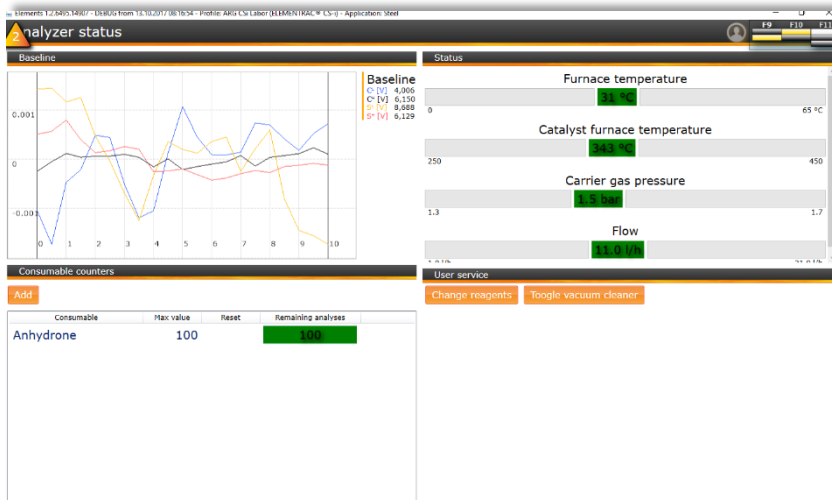 Elements 1.2.6495.14907 - DEBUG from 13.10.2017 08:16:54 - Profile: ARG CSi Labor (ELEMENTRAC® CS-i) - Application: Steel
2
nalyzer status
F9 F10 F11
Baseline
0.001
0
-0.001
0 1 2 3 4 5 6 7 8 9 10
Baseline
[V] 4,006
[V] 6,150
[V] 8,688
[V] 6,129
Status
Furnace temperature
31 °C
0 65 °C
Catalyst furnace temperature
343 °C
250 450
Carrier gas pressure
1.5 bar
1.3 1.7
Flow
11.0 l/h
Consumable counters
Add
Consumable Max value Reset Remaining analyses
Anhydrone 100 100
User service
Change reagents Toogle vacuum cleaner